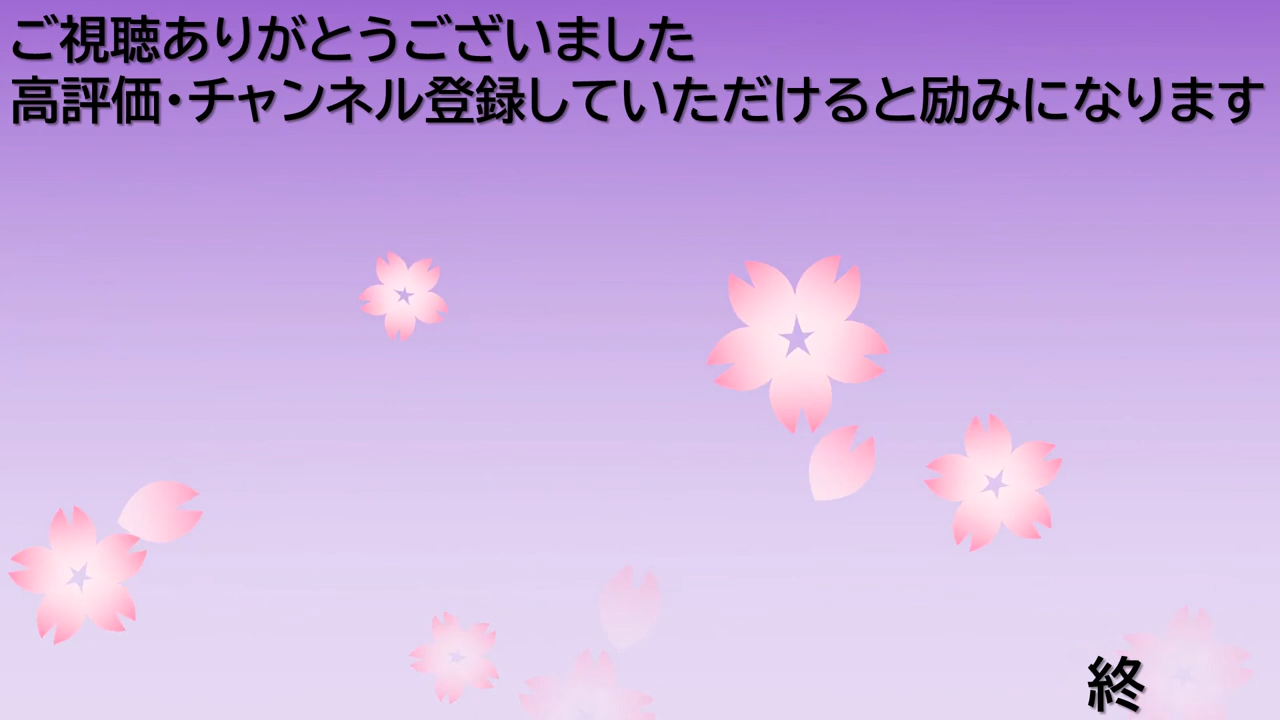 ご視聴ありがとうございました
高評価・チャンネル登録していただけると励みになります
終